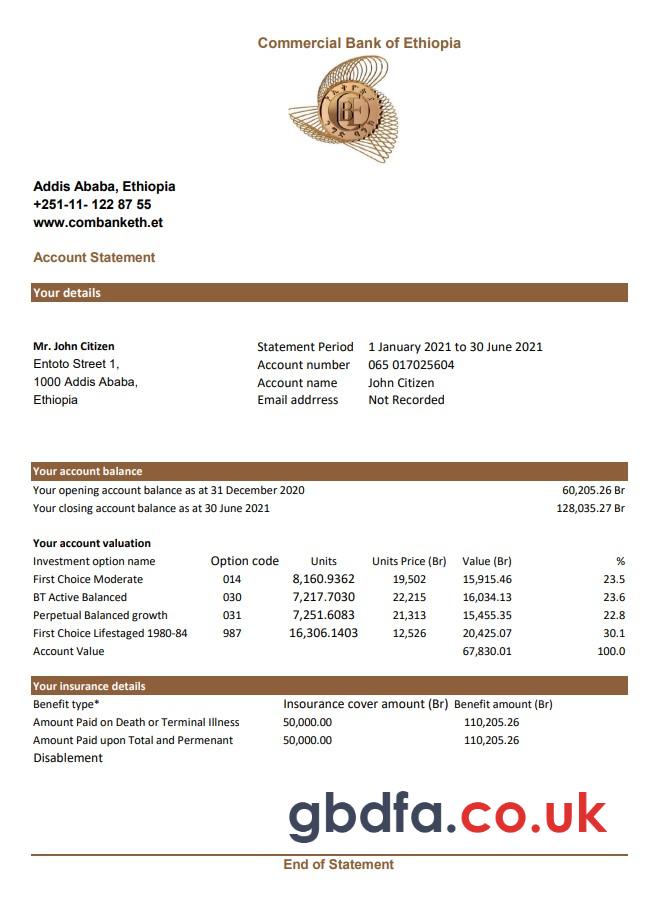 Commercial Bank of Ethiopia
Addis Ababa, Ethiopia
+251-11- 122 87 55
www.combanketh.et
Account Statement
Your details
Mr. John Citizen
Entoto Street 1,
1000 Addis Ababa,
Ethiopia
Statement Period 1 January 2021 to 30 June 2021
Account number 065 017025604
Account name John Citizen
Email addrress Not Recorded
Your account balance
Your opening account balance as at 31 December 2020 60,205.26 Br
Your closing account balance as at 30 June 2021 128,035.27 Br
Your account valuation
Investment option name Option code Units Units Price (Br) Value (Br) %
First Choice Moderate 014 8,160.9362 19,502 15,915.46 23.5
BT Active Balanced 030 7,217.7030 22,215 16,034.13 23.6
Perpetual Balanced growth 031 7,251.6083 21,313 15,455.35 22.8
First Choice Lifestaged 1980-84 987 16,306.1403 12,526 20,425.07 30.1
Account Value 67,830.01 100.0
Your insurance details
Benefit type* Insourance cover amount (Br) Benefit amount (Br)
Amount Paid on Death or Terminal Illness 50,000.00 110,205.26
Amount Paid upon Total and Permenant 50,000.00 110,205.26
Disablement
gbdfa.co.uk
End of Statement